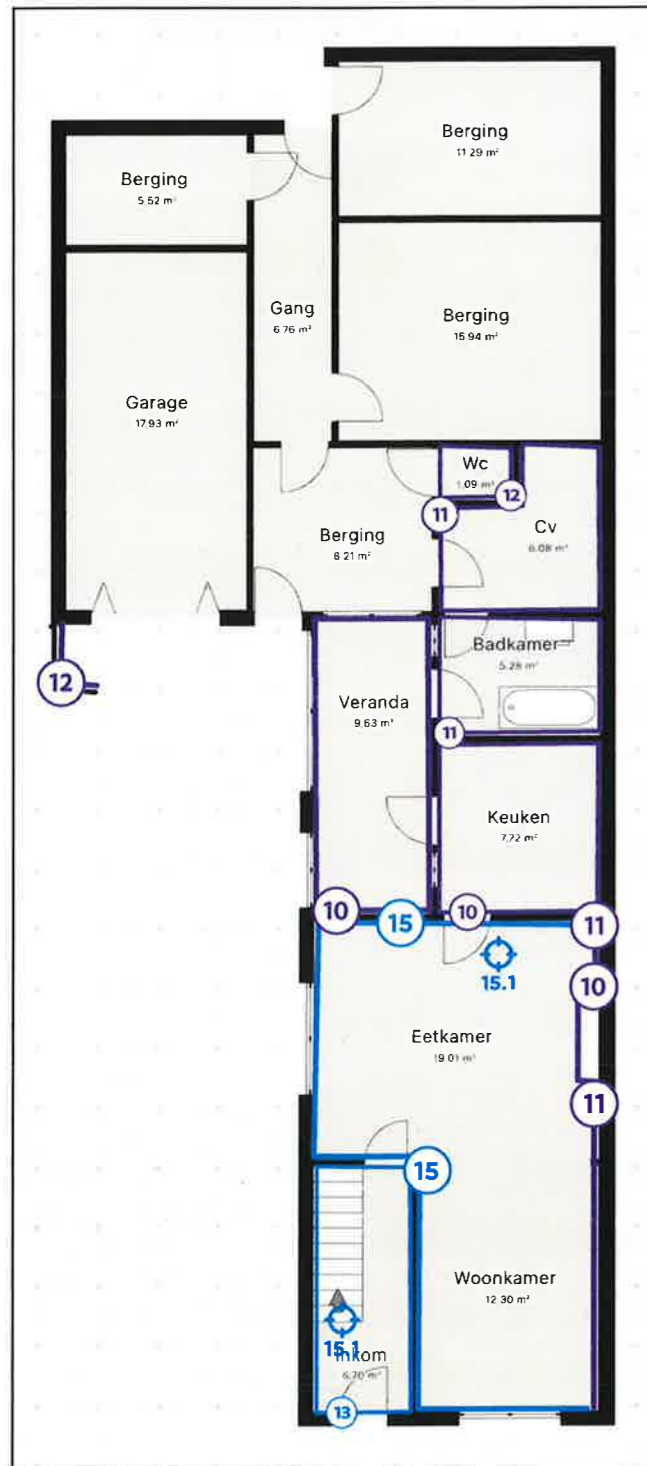 Berging
11.29 m²
Berging
5.52 m²
Gang
6.76 m²
Berging
15.94 m²
Garage
17.93 m²
Wc
1.09 m²
12
11
Cv
6.08 m²
Berging
8.21 m²
Badkamer
5.28 m²
12
Veranda
9.63 m²
11
Keuken
7.72 m²
10
15
10
11
15.1
10
Eetkamer
19.01 m²
11
15
Woonkamer
12.30 m²
15.1
Inkom
6.70 m²
13